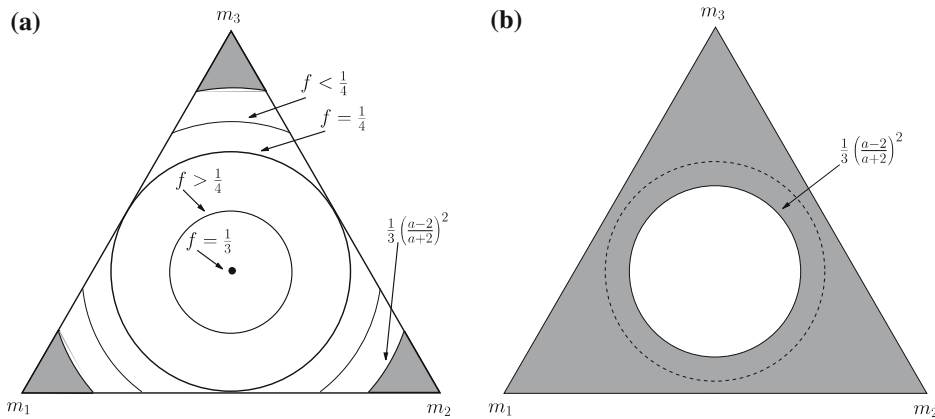 (a)
m₃
f < 1/4
f = 1/4
f > 1/4
f = 1/3
1/3 ((a−2)/(a+2))²
m₁
m₂
(b)
m₃
1/3 ((a−2)/(a+2))²
m₁
m₂